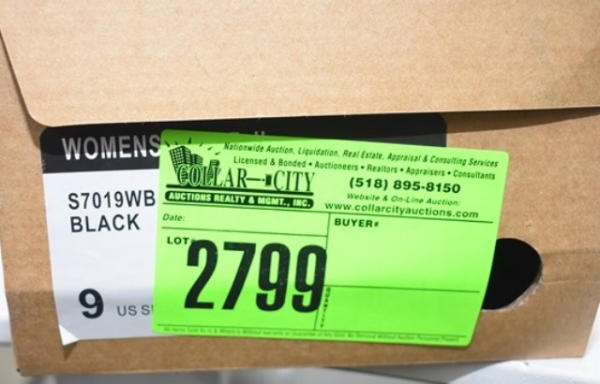 WOMENS
S7019WB
BLACK
9 US
Nationwide Auction, Liquidation, Real Estate, Appraisal & Consulting Services
Licensed & Bonded • Auctioneers • Realtors • Appraisers • Consultants
COLLAR CITY
AUCTIONS REALTY & MGMT., INC.
(518) 895-8150
Website & On-Line Auction:
www.collarcityauctions.com
Date:
BUYER#
LOT
2799
QUANTITY